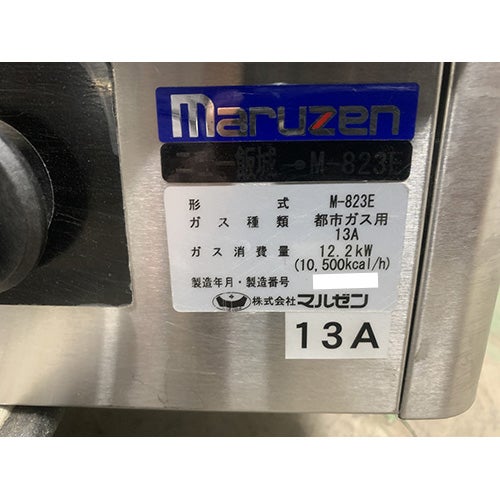 maruzen
飯城 M-823E
形 式 M-823E
ガス種類 都市ガス用
13A
ガス消費量 12.2kW
(10,500kcal/h)
製造年月・製造番号
株式会社マルゼン
13A